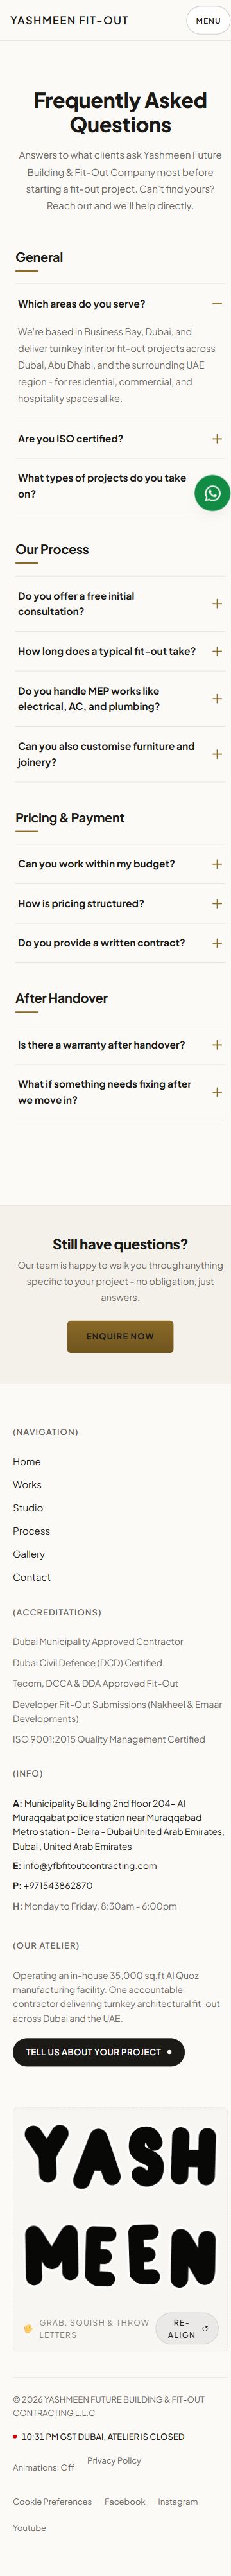 YASHMEEN FIT-OUT
MENU
Frequently Asked
Questions
Answers to what clients ask Yashmeen Future
Building & Fit-Out Company most before
starting a fit-out project. Can't find yours?
Reach out and we'll help directly.
General
Which areas do you serve?
We're based in Business Bay, Dubai, and
deliver turnkey interior fit-out projects across
Dubai, Abu Dhabi, and the surrounding UAE
region - for residential, commercial, and
hospitality spaces alike.
Are you ISO certified?
What types of projects do you take
on?
Our Process
Do you offer a free initial
consultation?
How long does a typical fit-out take?
Do you handle MEP works like
electrical, AC, and plumbing?
Can you also customise furniture and
joinery?
Pricing & Payment
Can you work within my budget?
How is pricing structured?
Do you provide a written contract?
After Handover
Is there a warranty after handover?
What if something needs fixing after
we move in?
Still have questions?
Our team is happy to walk you through anything
specific to your project - no obligation, just
answers.
ENQUIRE NOW
(NAVIGATION)
Home
Works
Studio
Process
Gallery
Contact
(ACCREDITATIONS)
Dubai Municipality Approved Contractor
Dubai Civil Defence (DCD) Certified
Tecom, DCCA & DDA Approved Fit-Out
Developer Fit-Out Submissions (Nakheel & Emaar
Developments)
ISO 9001:2015 Quality Management Certified
(INFO)
A: Municipality Building 2nd floor 204– Al
Muraqqabat police station near Muraqqabad
Metro station - Deira - Dubai United Arab Emirates,
Dubai , United Arab Emirates
E: info@yfbfitoutcontracting.com
P: +971543862870
H: Monday to Friday, 8:30am - 6:00pm
(OUR ATELIER)
Operating an in-house 35,000 sq.ft Al Quoz
manufacturing facility. One accountable
contractor delivering turnkey architectural fit-out
across Dubai and the UAE.
TELL US ABOUT YOUR PROJECT
YASH
MEEN
GRAB, SQUISH & THROW
LETTERS
RE-
ALIGN ↺
© 2026 YASHMEEN FUTURE BUILDING & FIT-OUT
CONTRACTING L.L.C
10:31 PM GST DUBAI, ATELIER IS CLOSED
Animations: Off Privacy Policy
Cookie Preferences Facebook Instagram
Youtube